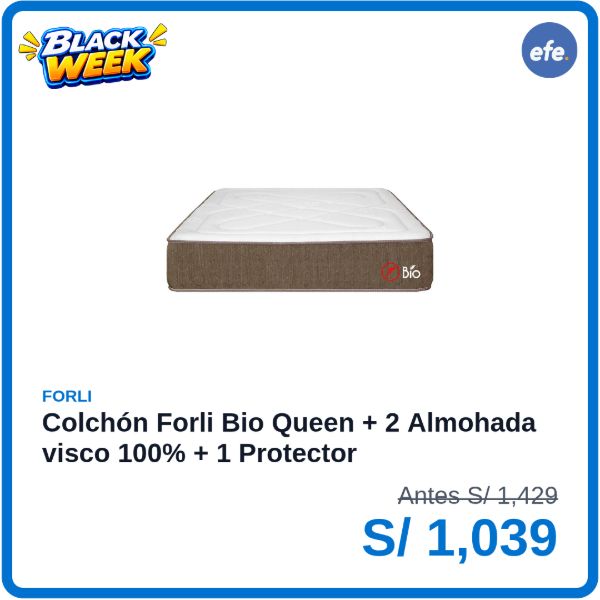 BLACK
WEEK
efe.
Bio
FORLI
Colchón Forli Bio Queen + 2 Almohada
visco 100% + 1 Protector
Antes S/ 1,429
S/ 1,039